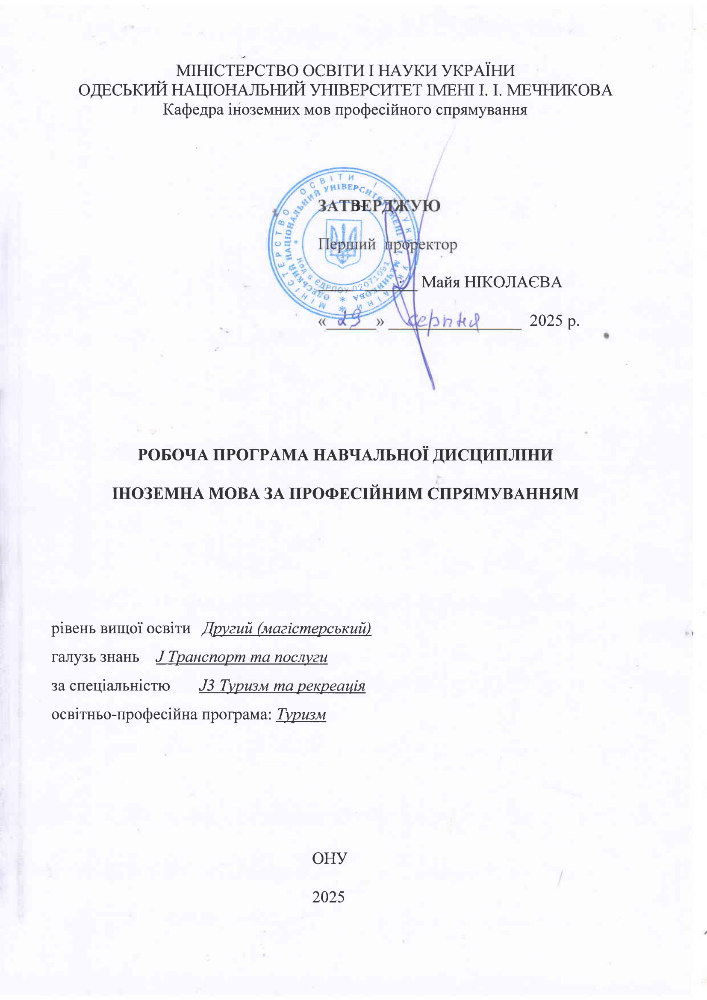 МІНІСТЕРСТВО ОСВІТИ І НАУКИ УКРАЇНИ
ОДЕСЬКИЙ НАЦІОНАЛЬНИЙ УНІВЕРСИТЕТ ІМЕНІ І. І. МЕЧНИКОВА
Кафедра іноземних мов професійного спрямування
МІНІСТЕРСТВО ОСВІТИ І НАУКИ УКРАЇНИ *
ОДЕСЬКИЙ НАЦІОНАЛЬНИЙ УНІВЕРСИТЕТ ІМЕНІ І. І. МЕЧНИКОВА *
Код в ЄДРПОУ 02071091
ЗАТВЕРДЖУЮ
Перший проректор
Майя НІКОЛАЄВА
« 29 » серпня 2025 р.
РОБОЧА ПРОГРАМА НАВЧАЛЬНОЇ ДИСЦИПЛІНИ
ІНОЗЕМНА МОВА ЗА ПРОФЕСІЙНИМ СПРЯМУВАННЯМ
рівень вищої освіти Другий (магістерський)
галузь знань J Транспорт та послуги
за спеціальністю J3 Туризм та рекреація
освітньо-професійна програма: Туризм
ОНУ
2025